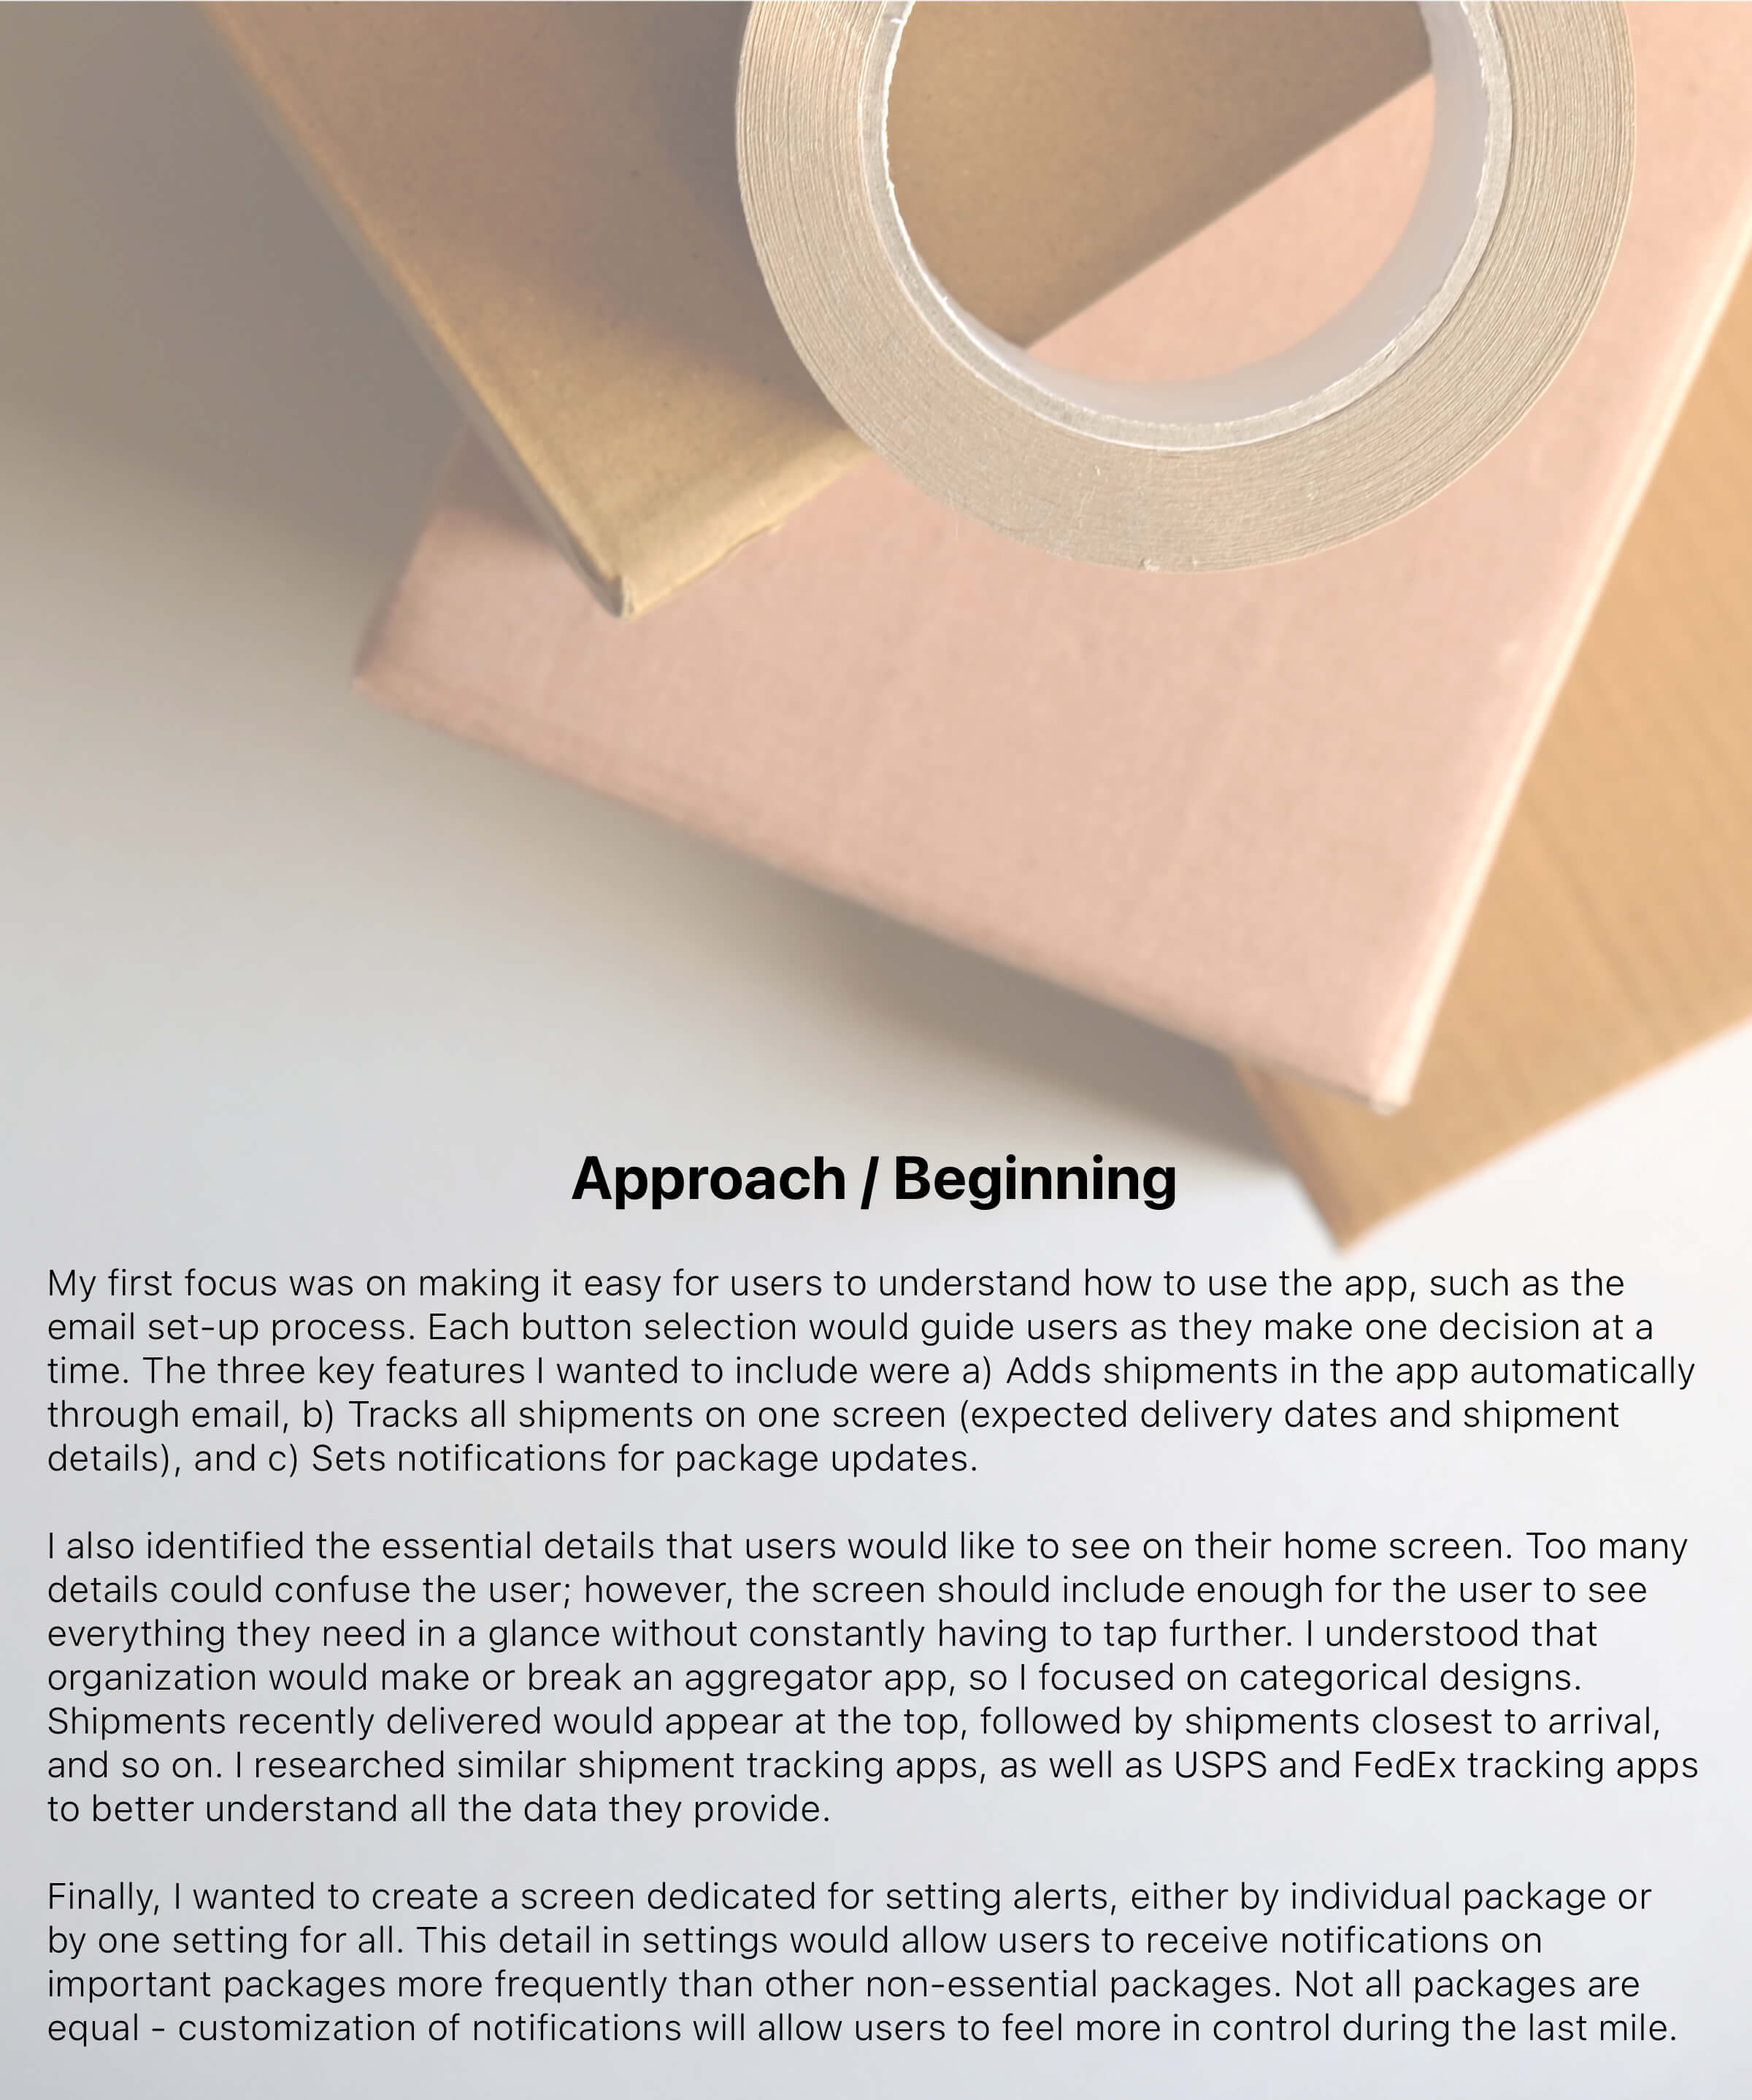 Approach / Beginning
My first focus was on making it easy for users to understand how to use the app, such as the
email set-up process. Each button selection would guide users as they make one decision at a
time. The three key features I wanted to include were a) Adds shipments in the app automatically
through email, b) Tracks all shipments on one screen (expected delivery dates and shipment
details), and c) Sets notifications for package updates.
I also identified the essential details that users would like to see on their home screen. Too many
details could confuse the user; however, the screen should include enough for the user to see
everything they need in a glance without constantly having to tap further. I understood that
organization would make or break an aggregator app, so I focused on categorical designs.
Shipments recently delivered would appear at the top, followed by shipments closest to arrival,
and so on. I researched similar shipment tracking apps, as well as USPS and FedEx tracking apps
to better understand all the data they provide.
Finally, I wanted to create a screen dedicated for setting alerts, either by individual package or
by one setting for all. This detail in settings would allow users to receive notifications on
important packages more frequently than other non-essential packages. Not all packages are
equal - customization of notifications will allow users to feel more in control during the last mile.